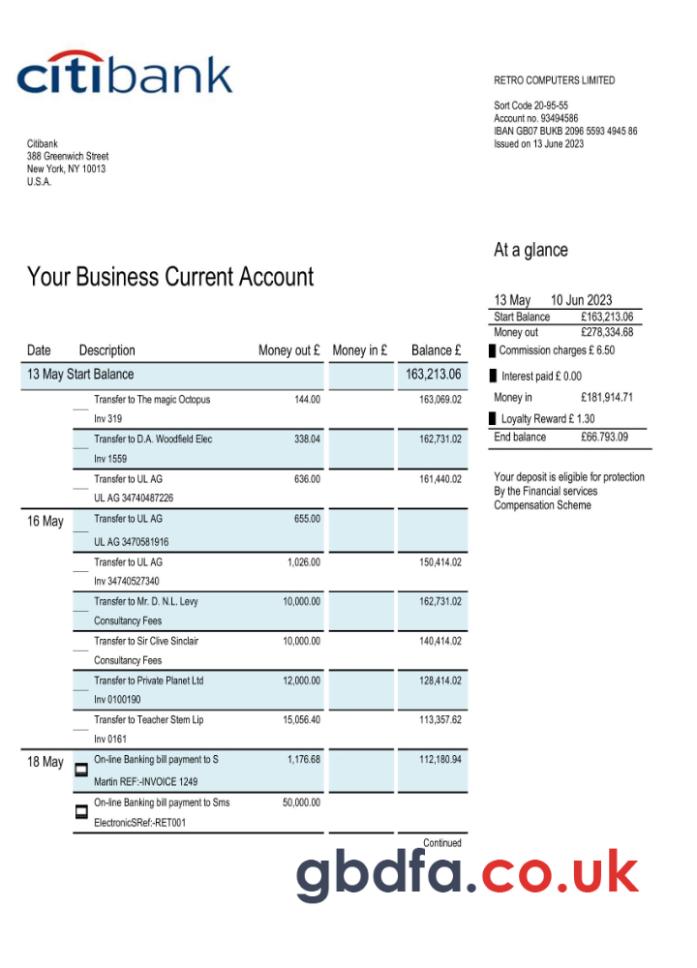 citibank
RETRO COMPUTERS LIMITED
Sort Code 20-95-55
Account no. 93494586
IBAN GB07 BUKB 2096 5593 4945 86
Issued on 13 June 2023
Citibank
388 Greenwich Street
New York, NY 10013
U.S.A.
At a glance
Your Business Current Account
13 May 10 Jun 2023
Start Balance £163,213.06
Money out £278,334.68
Commission charges £ 6.50
Interest paid £ 0.00
Money in £181,914.71
Loyalty Reward £ 1.30
End balance £66.793.09
Your deposit is eligible for protection
By the Financial services
Compensation Scheme
Date Description Money out £ Money in £ Balance £
13 May Start Balance 163,213.06
Transfer to The magic Octopus 144.00 163,069.02
Inv 319
Transfer to D.A. Woodfield Elec 338.04 162,731.02
Inv 1559
Transfer to UL AG 636.00 161,440.02
UL AG 34740487226
16 May Transfer to UL AG 655.00
UL AG 3470581916
Transfer to UL AG 1,026.00 150,414.02
Inv 34740527340
Transfer to Mr. D. N.L. Levy 10,000.00 162,731.02
Consultancy Fees
Transfer to Sir Clive Sinclair 10,000.00 140,414.02
Consultancy Fees
Transfer to Private Planet Ltd 12,000.00 128,414.02
Inv 0100190
Transfer to Teacher Stem Lip 15,056.40 113,357.62
Inv 0161
18 May On-line Banking bill payment to S 1,176.68 112,180.94
Martin REF:-INVOICE 1249
On-line Banking bill payment to Sms 50,000.00
ElectronicSRef:-RET001
Continued
gbdfa.co.uk